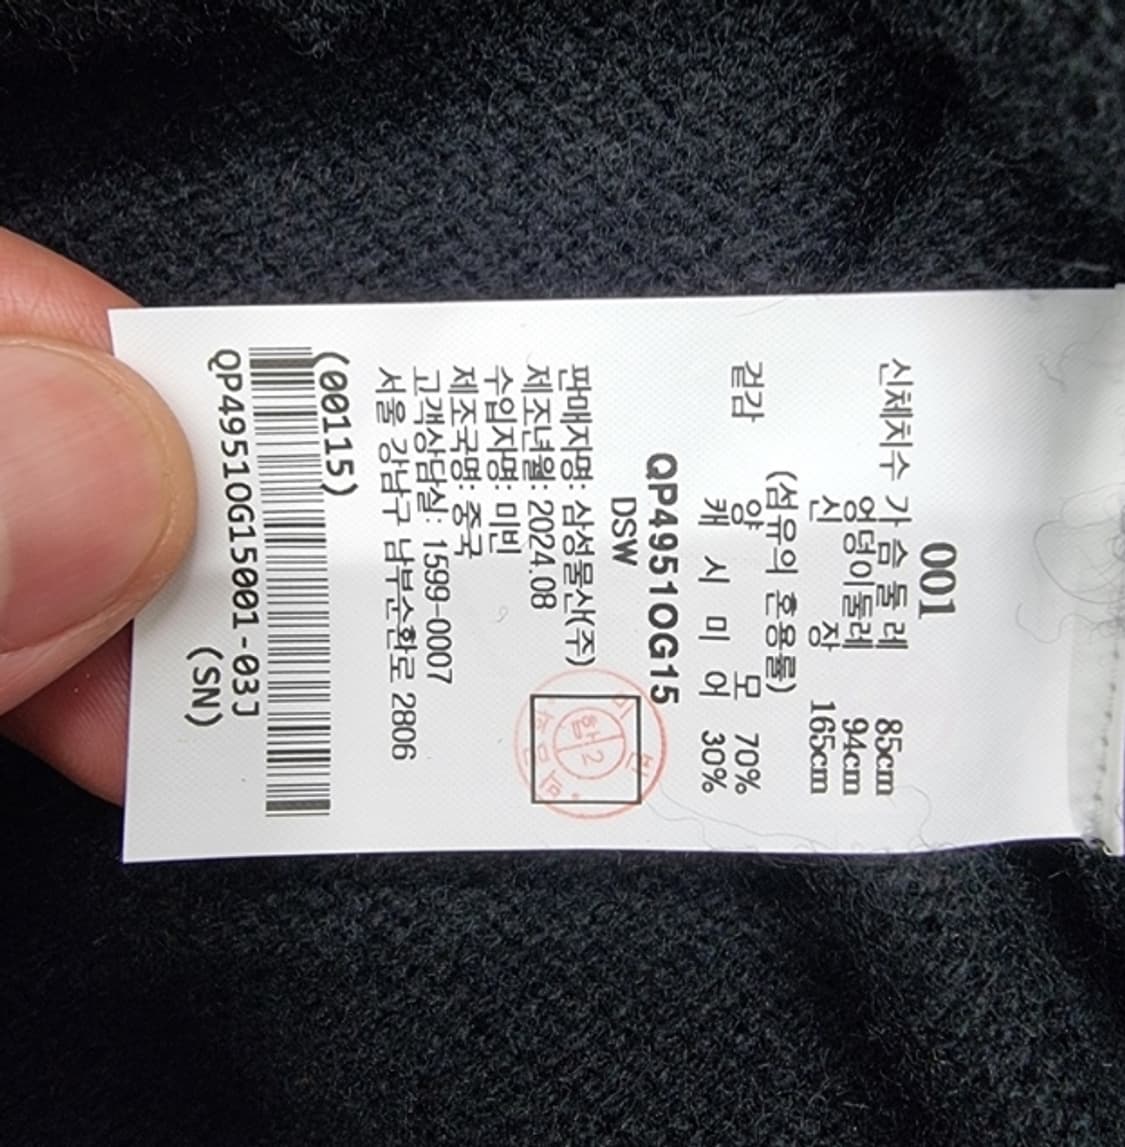 001
신체치수 가 슴 둘 레 85cm
엉덩이둘레 94cm
신 장 165cm
(섬유의 혼용률)
겉감 양 모 70%
캐 시 미 어 30%
QP4951OG15
DSW
판매자명: 삼성물산(주)
제조년월: 2024.08
수입자명: 미빈
제조국명: 중국
고객상담실: 1599-0007
서울 강남구 남부순환로 2806
(00115)
QP4951OG15001-03J
(SN)